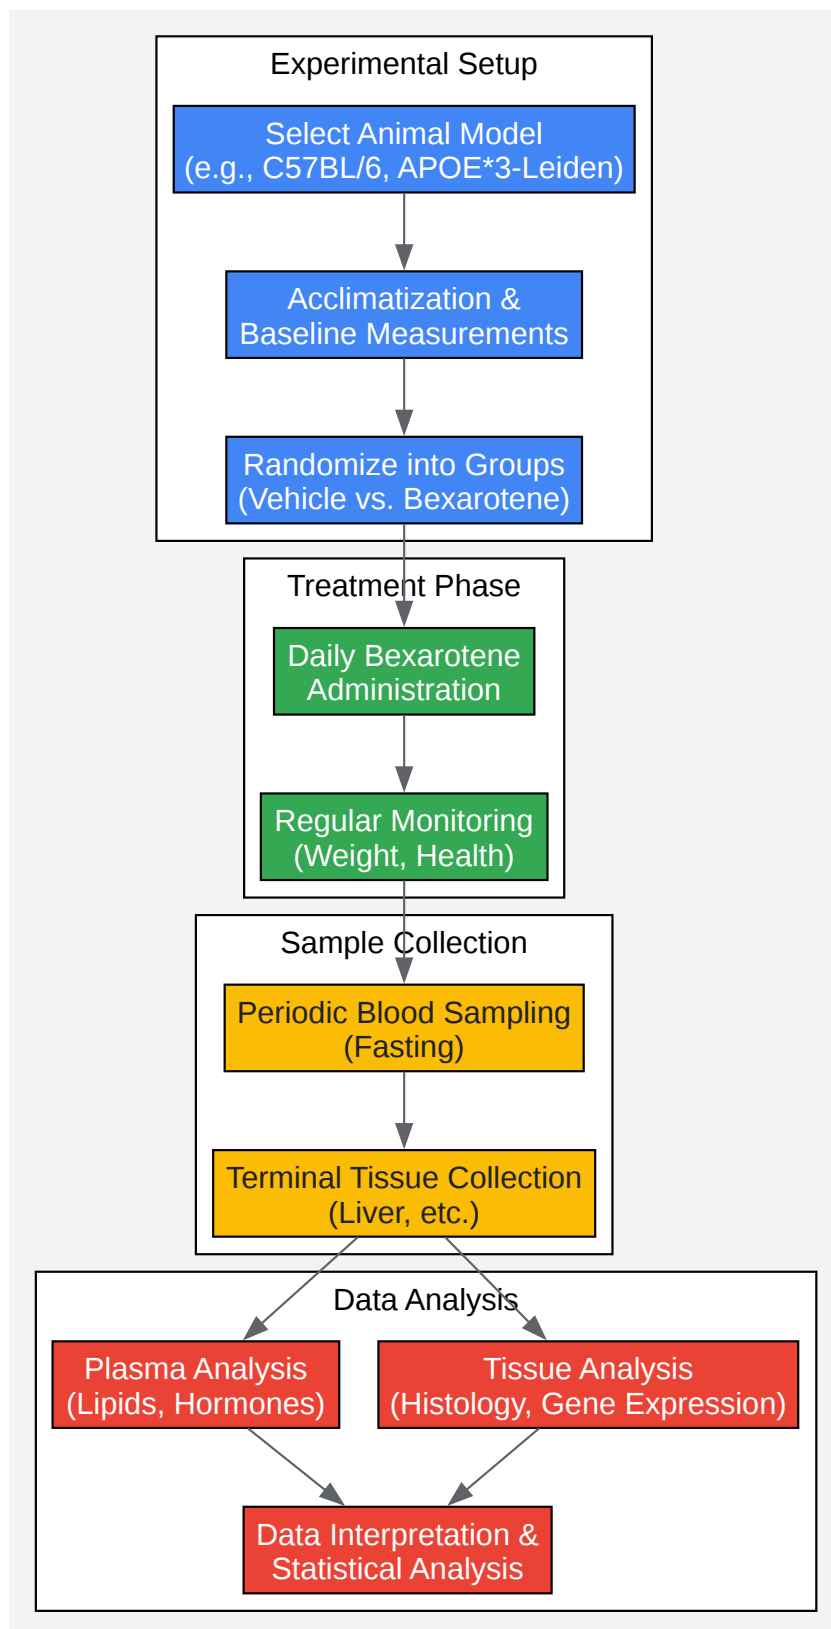 Experimental Setup
Select Animal Model
(e.g., C57BL/6, APOE*3-Leiden)
Acclimatization &
Baseline Measurements
Randomize into Groups
(Vehicle vs. Bexarotene)
Treatment Phase
Daily Bexarotene
Administration
Regular Monitoring
(Weight, Health)
Sample Collection
Periodic Blood Sampling
(Fasting)
Terminal Tissue Collection
(Liver, etc.)
Data Analysis
Plasma Analysis
(Lipids, Hormones)
Tissue Analysis
(Histology, Gene Expression)
Data Interpretation &
Statistical Analysis